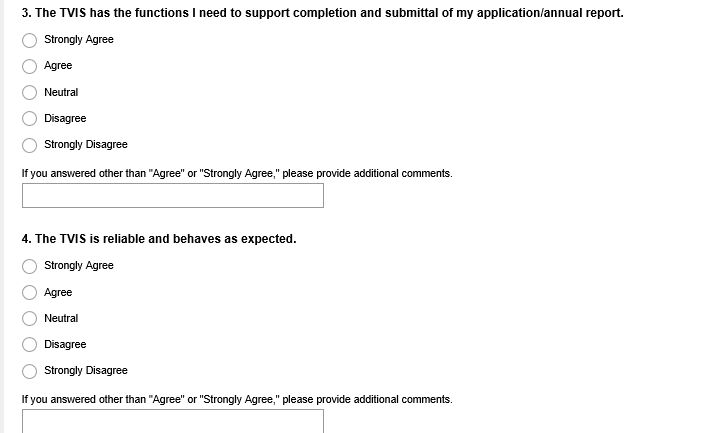 3. The TVIS has the functions I need to support completion and submittal of my application/annual report.
Strongly Agree
Agree
Neutral
Disagree
Strongly Disagree
If you answered other than "Agree" or "Strongly Agree," please provide additional comments.
4. The TVIS is reliable and behaves as expected.
Strongly Agree
Agree
Neutral
Disagree
Strongly Disagree
If you answered other than "Agree" or "Strongly Agree," please provide additional comments.